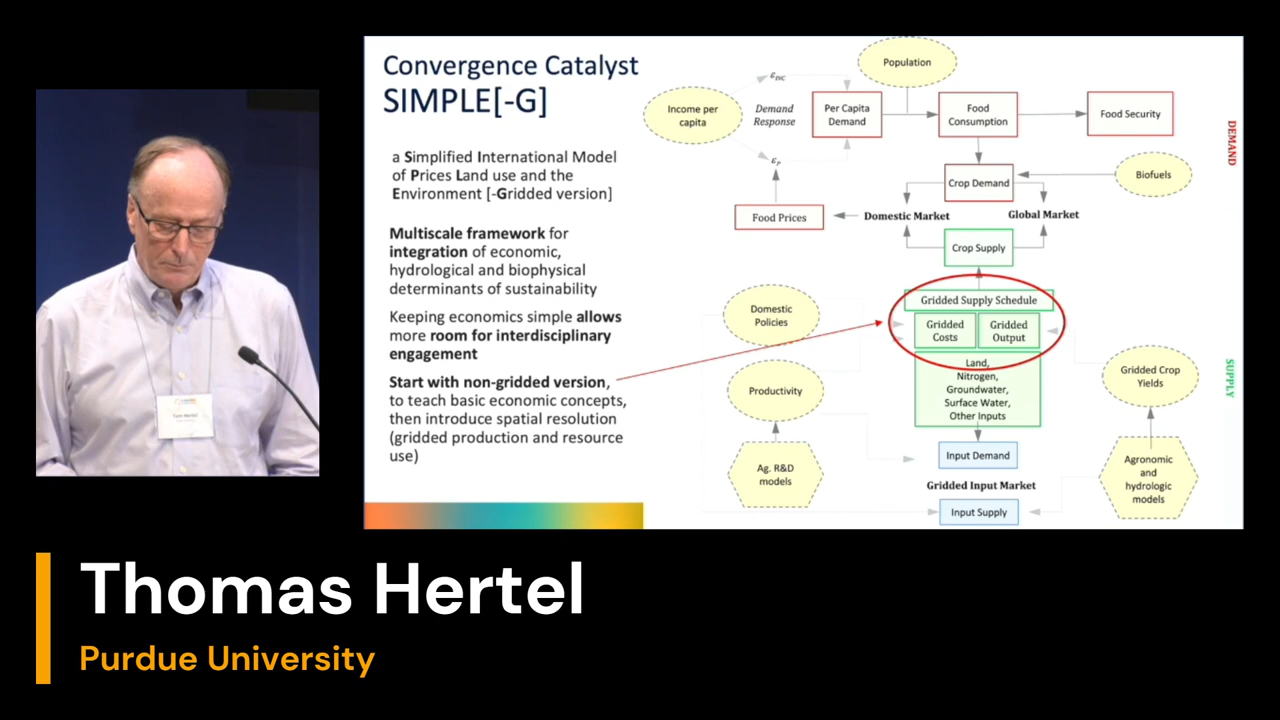 Convergence Catalyst
SIMPLE[-G]
a Simplified International Model
of Prices Land use and the
Environment [-Gridded version]
Multiscale framework for
integration of economic,
hydrological and biophysical
determinants of sustainability
Keeping economics simple allows
more room for interdisciplinary
engagement
Start with non-gridded version,
to teach basic economic concepts,
then introduce spatial resolution
(gridded production and resource
use)
Population
Income per
capita
εINC
Demand
Response
εP
Per Capita
Demand
Food
Consumption
Food Security
DEMAND
Crop Demand
Biofuels
Food Prices
Domestic Market
Global Market
Crop Supply
Gridded Supply Schedule
Gridded
Costs
Gridded
Output
Domestic
Policies
Land,
Nitrogen,
Groundwater,
Surface Water,
Other Inputs
Productivity
Gridded Crop
Yields
SUPPLY
Input Demand
Ag. R&D
models
Agronomic
and
hydrologic
models
Gridded Input Market
Input Supply
Tom Hertel
Thomas Hertel
Purdue University